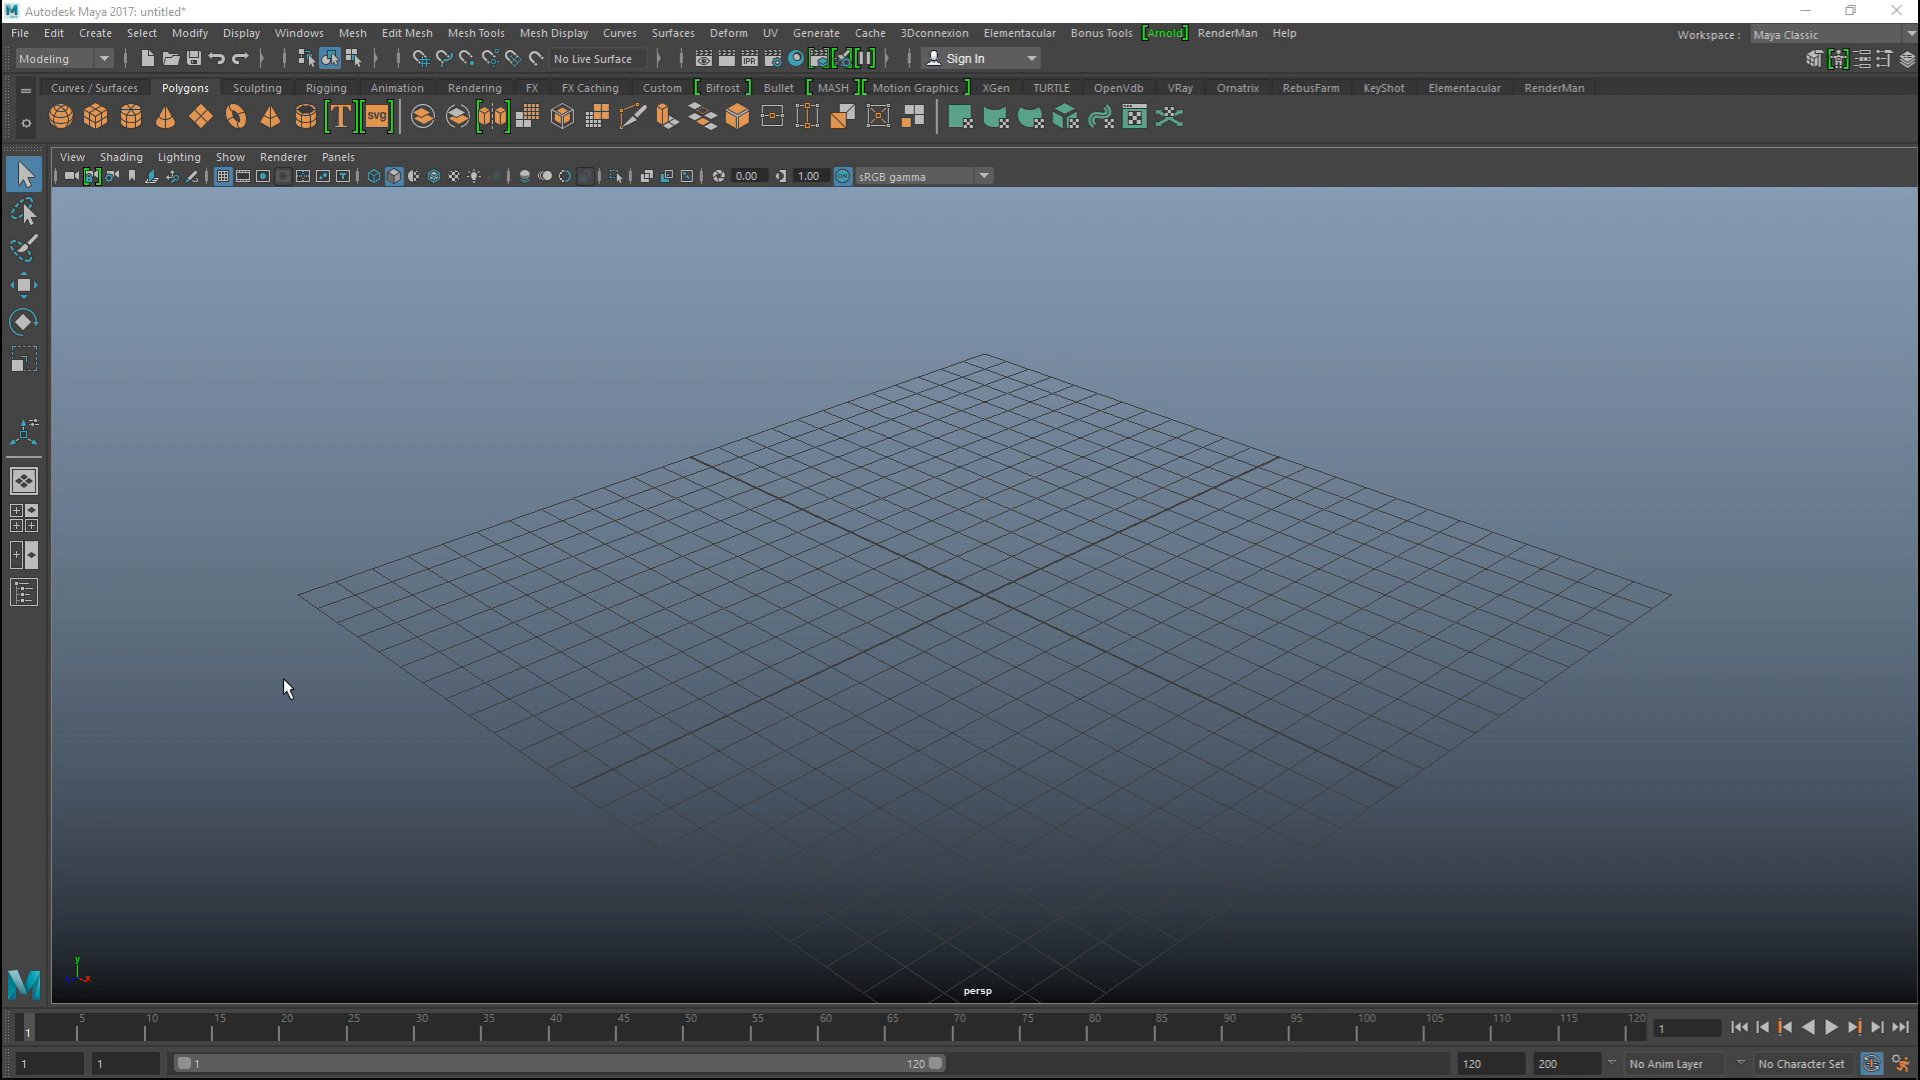 Autodesk Maya 2017: untitled*
File Edit Create Select Modify Display Windows Mesh Edit Mesh Mesh Tools Mesh Display Curves Surfaces Deform UV Generate Cache 3Dconnexion Elementacular Bonus Tools [Arnold] RenderMan Help Workspace : Maya Classic
Modeling No Live Surface IPR Sign In
Curves / Surfaces Polygons Sculpting Rigging Animation Rendering FX FX Caching Custom Bifrost Bullet MASH Motion Graphics XGen TURTLE OpenVdb VRay Ornatrix RebusFarm KeyShot Elementacular RenderMan
T svg
View Shading Lighting Show Renderer Panels
0.00 1.00 ON sRGB gamma
y
x
persp
5 10 15 20 25 30 35 40 45 50 55 60 65 70 75 80 85 90 95 100 105 110 115 120
1 1
1 1 1 120 120 200 No Anim Layer No Character Set